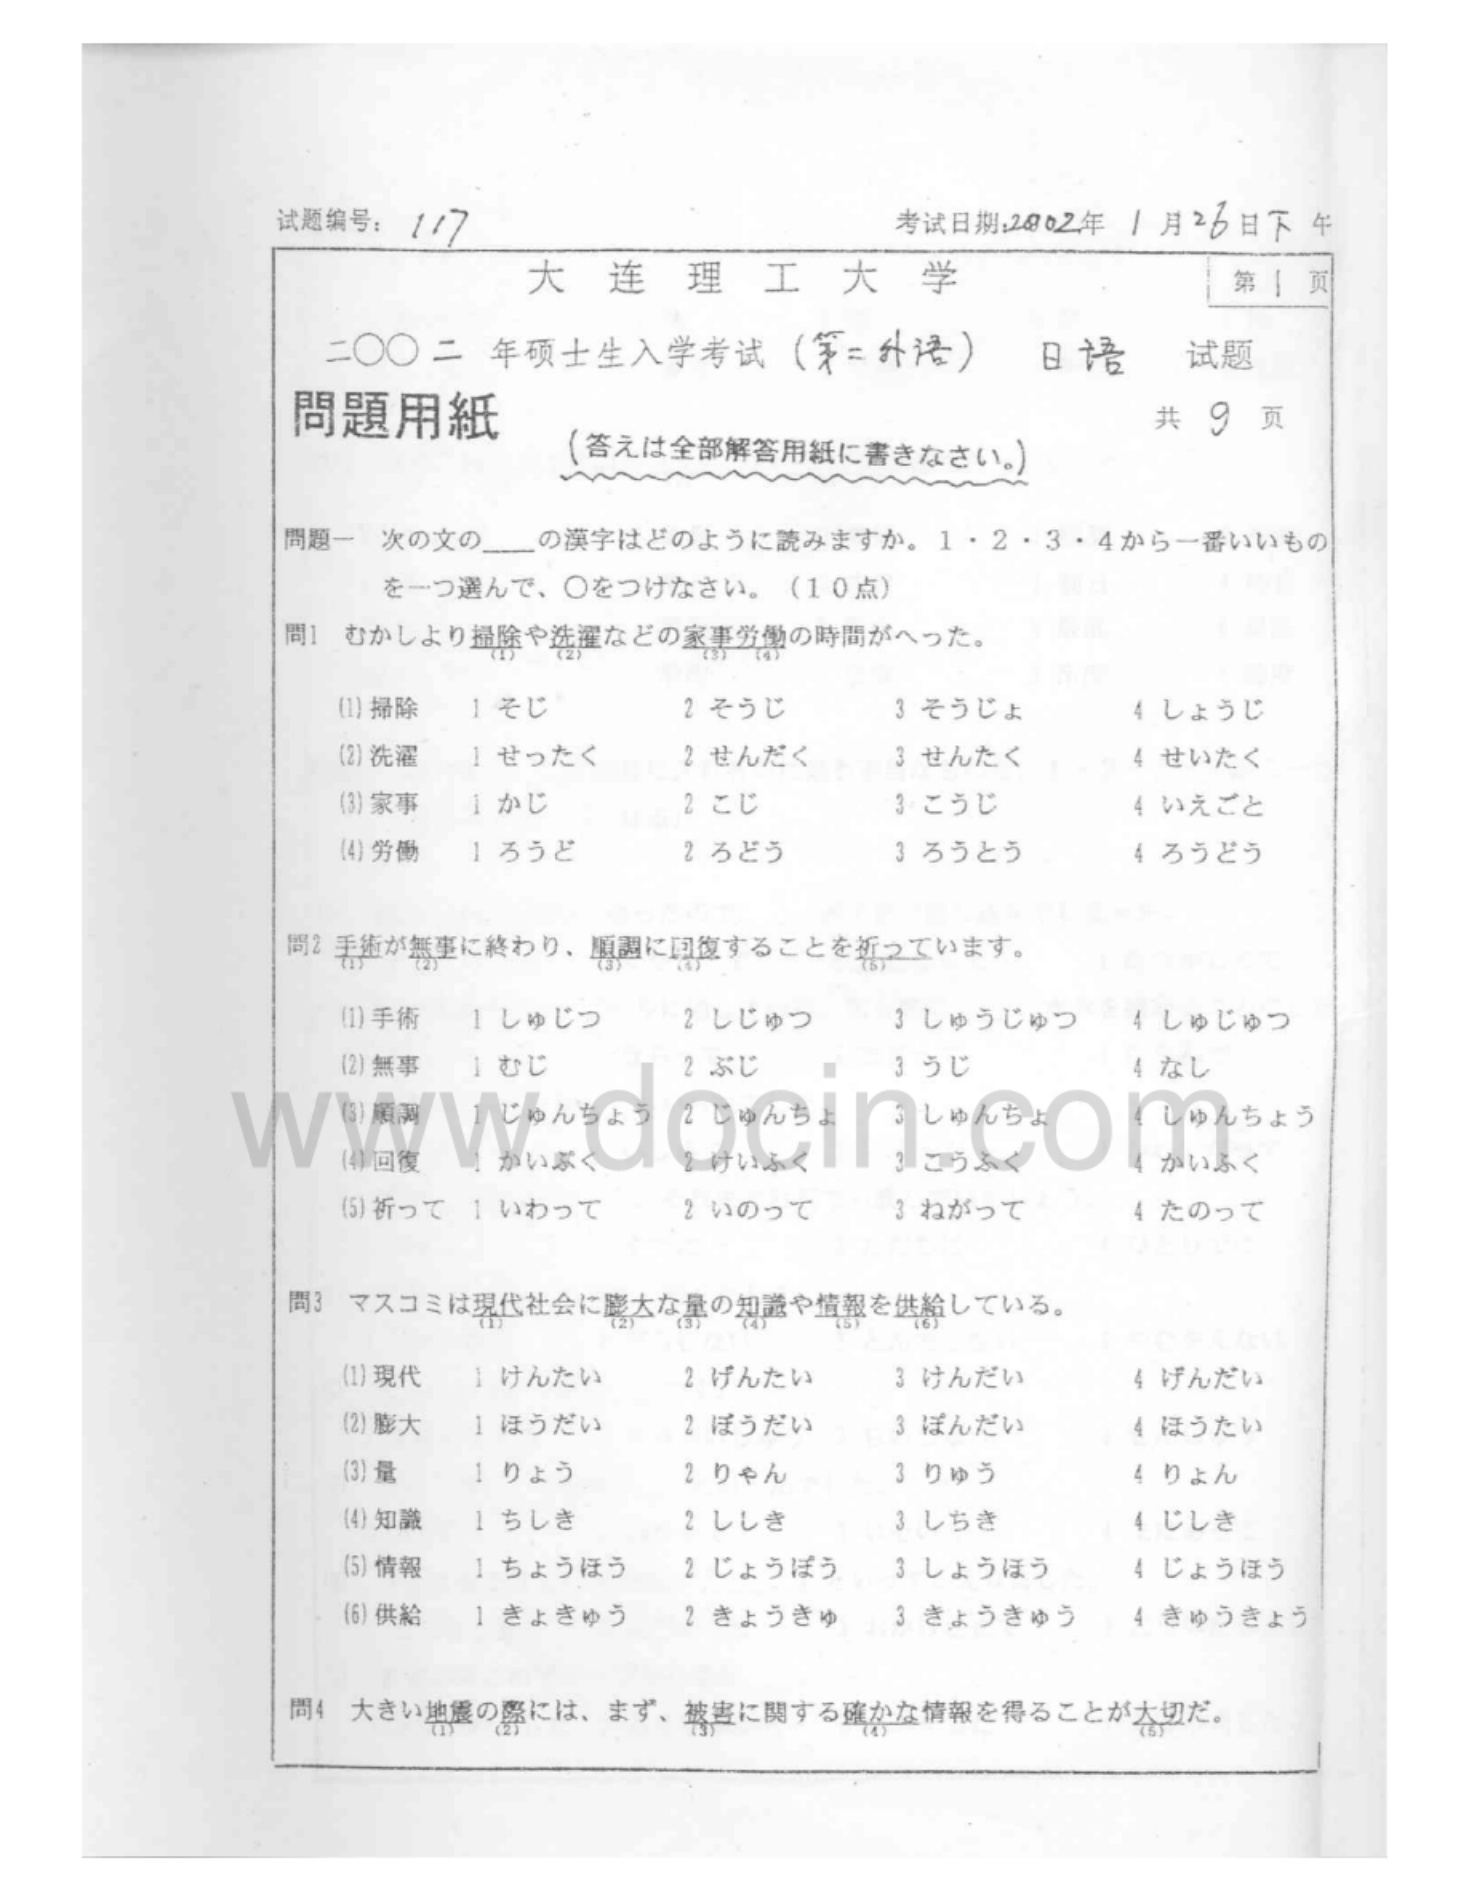 试题编号: 117 考试日期:2002年 1月26日下午
大连理工大学 第1页
二〇〇二年硕士生入学考试(第二外语) 日语 试题
問題用紙 共9页
(答えは全部解答用紙に書きなさい。)
問題一 次の文の____の漢字はどのように読みますか。1・2・3・4から一番いいもの
を一つ選んで、〇をつけなさい。(10点)
問1 むかしより掃除や洗濯などの家事労働の時間がへった。
(1) (2) (3) (4)
(1)掃除 1 そじ 2 そうじ 3 そうじょ 4 しょうじ
(2)洗濯 1 せったく 2 せんだく 3 せんたく 4 せいたく
(3)家事 1 かじ 2 こじ 3 こうじ 4 いえごと
(4)労働 1 ろうど 2 ろどう 3 ろうとう 4 ろうどう
問2 手術が無事に終わり、順調に回復することを祈っています。
(1) (2) (3) (4) (5)
(1)手術 1 しゅじつ 2 しじゅつ 3 しゅうじゅつ 4 しゅじゅつ
(2)無事 1 むじ 2 ぶじ 3 うじ 4 なし
(3)順調 1 じゅんちょう 2 じゅんちょ 3 しゅんちょ 4 しゅんちょう
(4)回復 1 かいぷく 2 けいふく 3 こうふく 4 かいふく
(5)祈って 1 いわって 2 いのって 3 ねがって 4 たのって
www.docin.com
問3 マスコミは現代社会に膨大な量の知識や情報を供給している。
(1) (2) (3) (4) (5) (6)
(1)現代 1 けんたい 2 げんたい 3 けんだい 4 げんだい
(2)膨大 1 ほうだい 2 ぼうだい 3 ぽんだい 4 ほうたい
(3)量 1 りょう 2 りゃん 3 りゅう 4 りょん
(4)知識 1 ちしき 2 ししき 3 しちき 4 じしき
(5)情報 1 ちょうほう 2 じょうぽう 3 しょうほう 4 じょうほう
(6)供給 1 きょきゅう 2 きょうきゅ 3 きょうきゅう 4 きゅうきょう
問4 大きい地震の際には、まず、被害に関する確かな情報を得ることが大切だ。
(1) (2) (3) (4) (5)